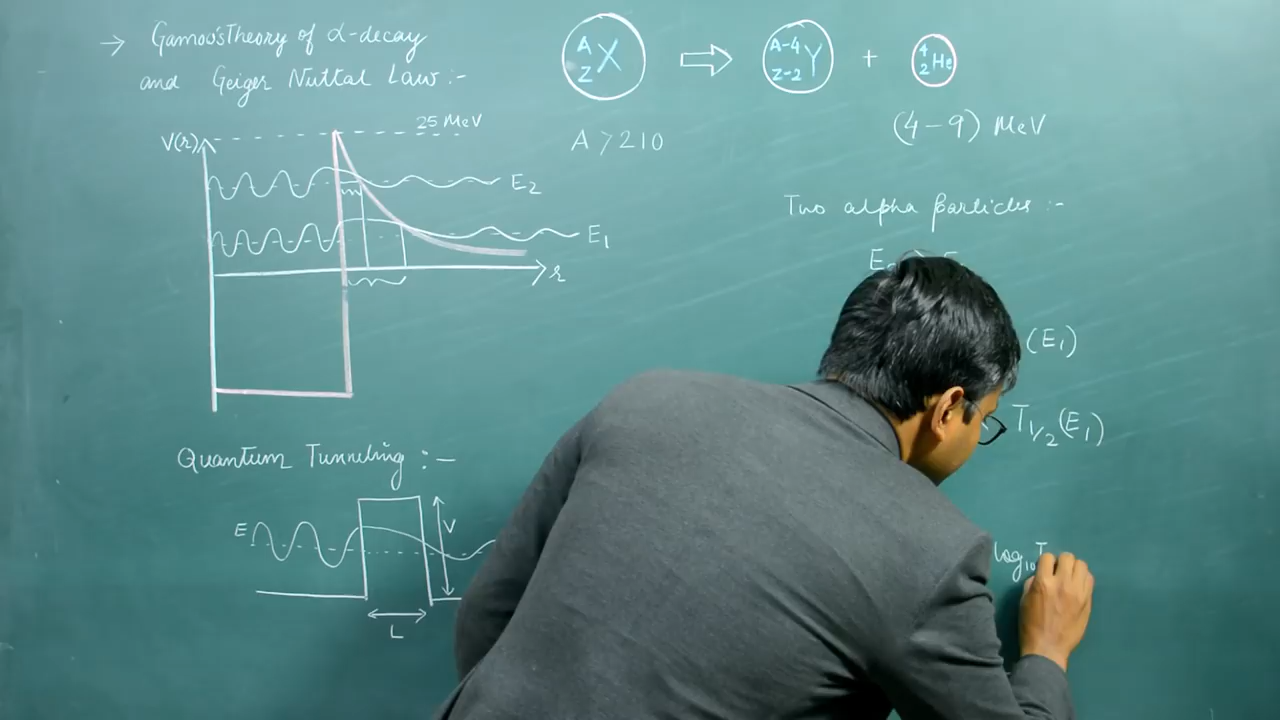 → Gamow's Theory of α-decay
and Geiger Nuttal Law :-
A Z X ⇒ A-4 Z-2 Y + 4 2 He
A > 210
(4 – 9) MeV
V(r)
25 MeV
E₂
E₁
r
Two alpha particles :-
(E₁)
T₁/₂(E₁)
Quantum Tunneling :-
E
V
L
log₁₀T